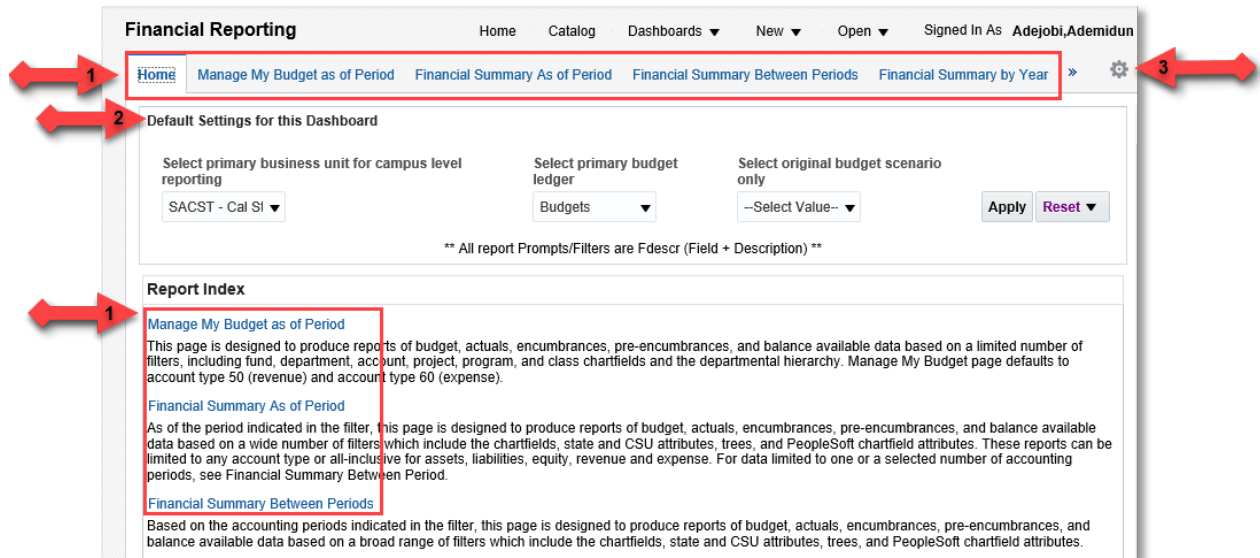 Financial Reporting
Home Catalog Dashboards ▼ New ▼ Open ▼ Signed In As Adejobi,Ademidun
1 Home Manage My Budget as of Period Financial Summary As of Period Financial Summary Between Periods Financial Summary by Year » 3
2 Default Settings for this Dashboard
Select primary business unit for campus level
reporting
Select primary budget
ledger
Select original budget scenario
only
SACST - Cal St ▼ Budgets ▼ --Select Value-- ▼ Apply Reset ▼
** All report Prompts/Filters are Fdescr (Field + Description) **
Report Index
1
Manage My Budget as of Period
This page is designed to produce reports of budget, actuals, encumbrances, pre-encumbrances, and balance available data based on a limited number of
filters, including fund, department, account, project, program, and class chartfields and the departmental hierarchy. Manage My Budget page defaults to
account type 50 (revenue) and account type 60 (expense).
Financial Summary As of Period
As of the period indicated in the filter, this page is designed to produce reports of budget, actuals, encumbrances, pre-encumbrances, and balance available
data based on a wide number of filters which include the chartfields, state and CSU attributes, trees, and PeopleSoft chartfield attributes. These reports can be
limited to any account type or all-inclusive for assets, liabilities, equity, revenue and expense. For data limited to one or a selected number of accounting
periods, see Financial Summary Between Period.
Financial Summary Between Periods
Based on the accounting periods indicated in the filter, this page is designed to produce reports of budget, actuals, encumbrances, pre-encumbrances, and
balance available data based on a broad range of filters which include the chartfields, state and CSU attributes, trees, and PeopleSoft chartfield attributes.